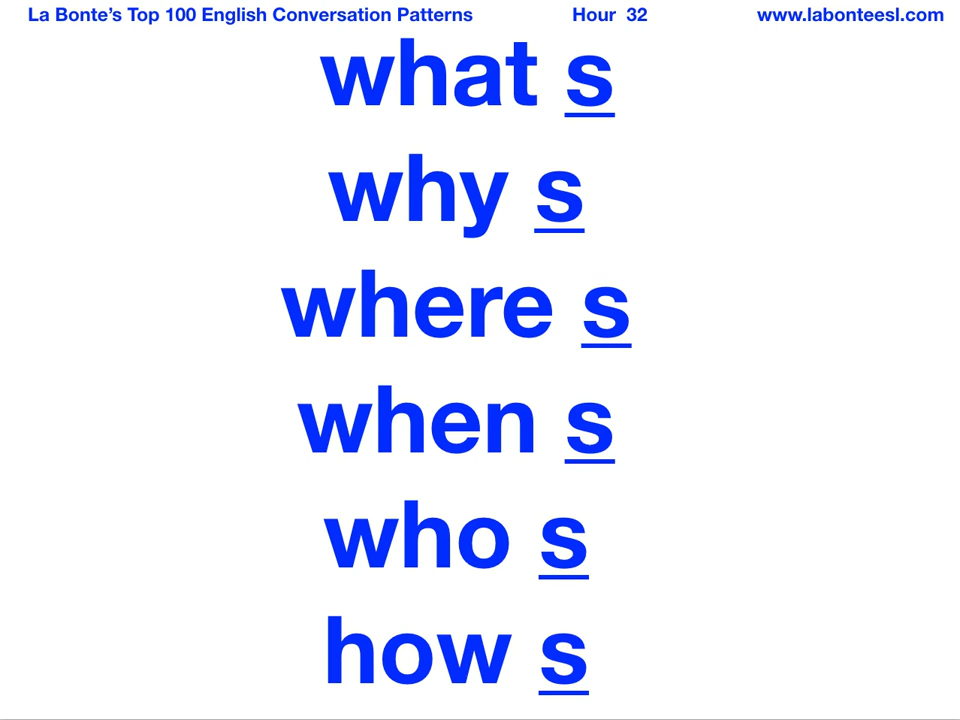 La Bonte’s Top 100 English Conversation Patterns Hour 32 www.labonteesl.com
what s
why s
where s
when s
who s
how s